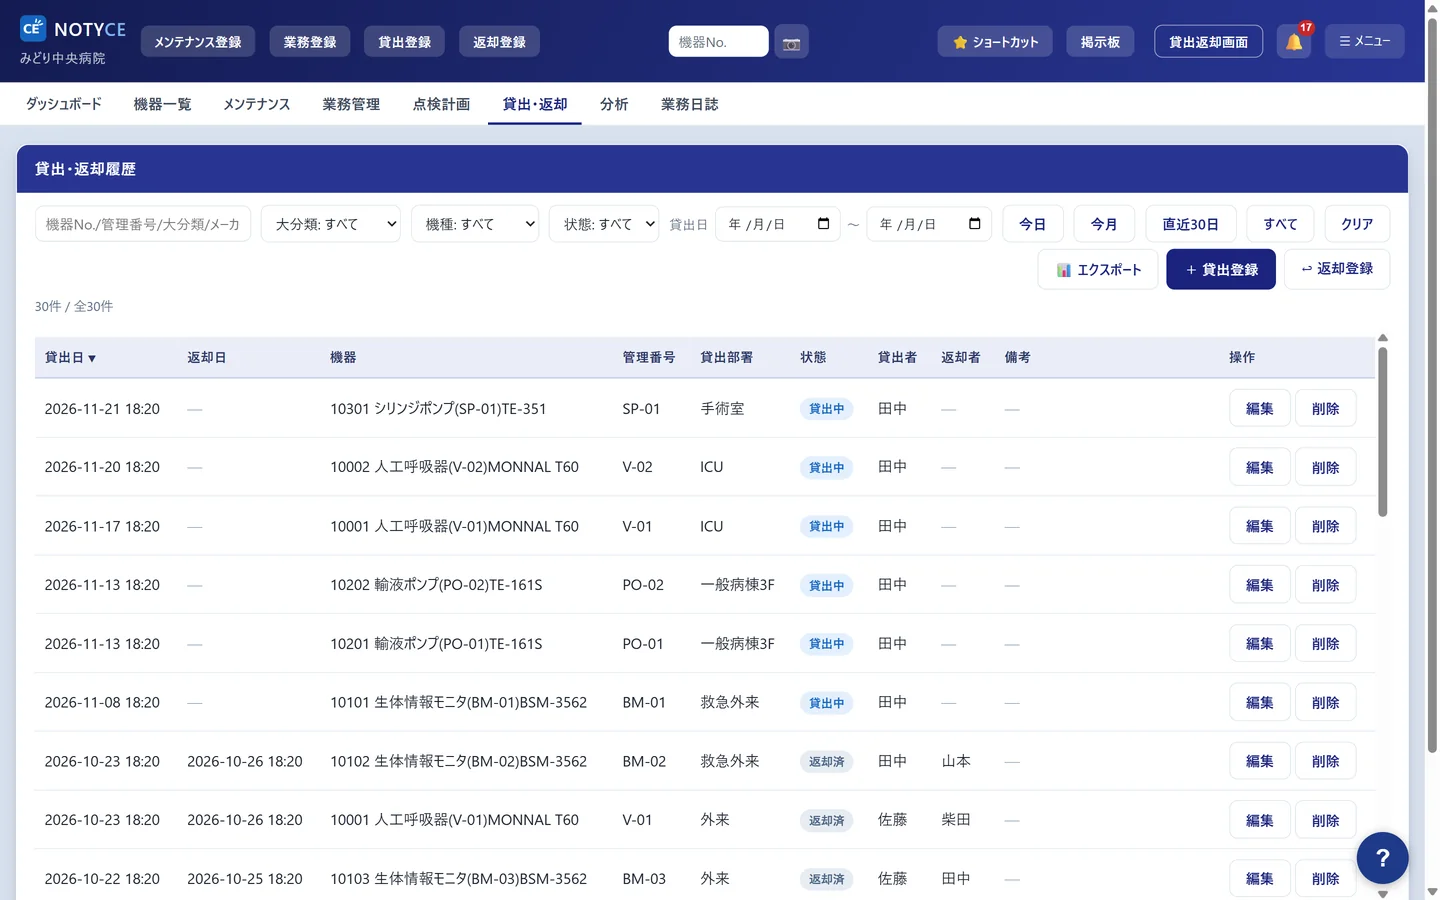 CE NOTYCE
みどり中央病院
メンテナンス登録 業務登録 貸出登録 返却登録 機器No. ショートカット 掲示板 貸出返却画面 17 ☰ メニュー
ダッシュボード 機器一覧 メンテナンス 業務管理 点検計画 貸出・返却 分析 業務日誌
貸出・返却履歴
機器No./管理番号/大分類/メーカ 大分類: すべて 機種: すべて 状態: すべて 貸出日 年 /月/日 ～ 年 /月/日 今日 今月 直近30日 すべて クリア
エクスポート ＋ 貸出登録 ↩ 返却登録
30件 / 全30件
貸出日▼ 返却日 機器 管理番号 貸出部署 状態 貸出者 返却者 備考 操作
2026-11-21 18:20 — 10301 シリンジポンプ(SP-01)TE-351 SP-01 手術室 貸出中 田中 — — 編集 削除
2026-11-20 18:20 — 10002 人工呼吸器(V-02)MONNAL T60 V-02 ICU 貸出中 田中 — — 編集 削除
2026-11-17 18:20 — 10001 人工呼吸器(V-01)MONNAL T60 V-01 ICU 貸出中 田中 — — 編集 削除
2026-11-13 18:20 — 10202 輸液ポンプ(PO-02)TE-161S PO-02 一般病棟3F 貸出中 田中 — — 編集 削除
2026-11-13 18:20 — 10201 輸液ポンプ(PO-01)TE-161S PO-01 一般病棟3F 貸出中 田中 — — 編集 削除
2026-11-08 18:20 — 10101 生体情報モニタ(BM-01)BSM-3562 BM-01 救急外来 貸出中 田中 — — 編集 削除
2026-10-23 18:20 2026-10-26 18:20 10102 生体情報モニタ(BM-02)BSM-3562 BM-02 救急外来 返却済 田中 山本 — 編集 削除
2026-10-23 18:20 2026-10-26 18:20 10001 人工呼吸器(V-01)MONNAL T60 V-01 外来 返却済 佐藤 柴田 — 編集 削除
2026-10-22 18:20 2026-10-25 18:20 10103 生体情報モニタ(BM-03)BSM-3562 BM-03 外来 返却済 佐藤 田中 — 編集 削除
?